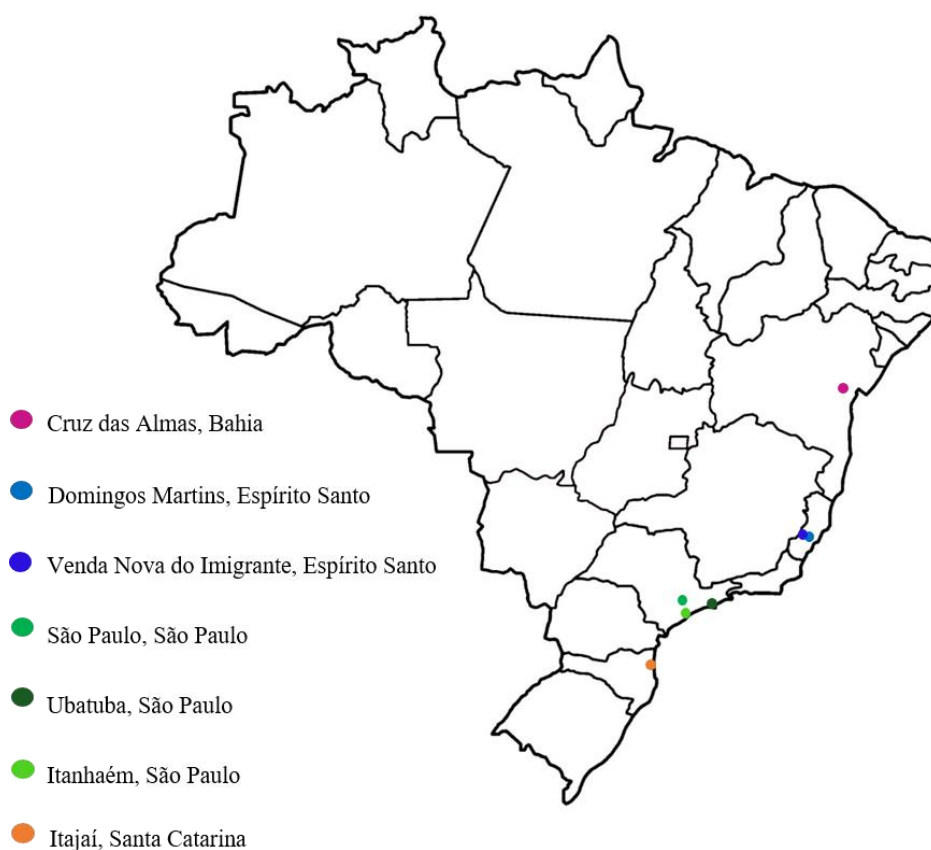 Cruz das Almas, Bahia
Domingos Martins, Espírito Santo
Venda Nova do Imigrante, Espírito Santo
São Paulo, São Paulo
Ubatuba, São Paulo
Itanhaém, São Paulo
Itajaí, Santa Catarina